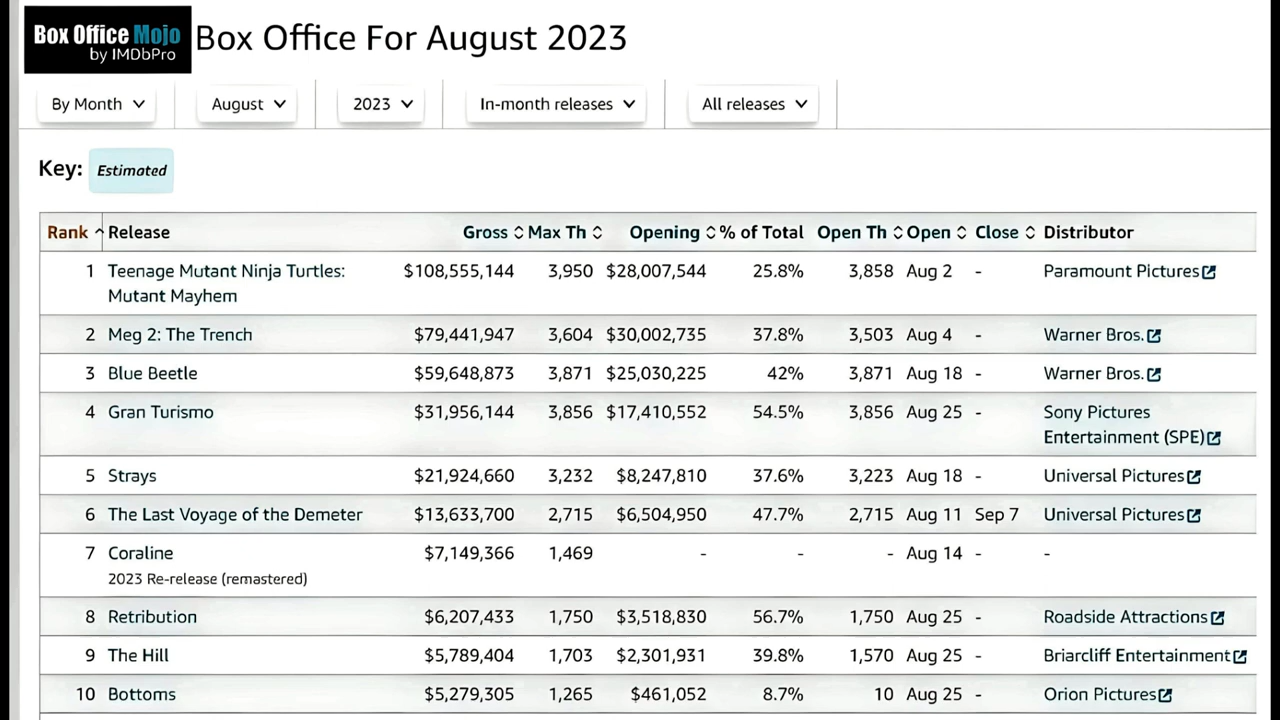 Box Office Mojo
by IMDbPro
Box Office For August 2023
By Month August 2023 In-month releases All releases
Key: Estimated
Rank Release Gross Max Th Opening % of Total Open Th Open Close Distributor
1 Teenage Mutant Ninja Turtles: $108,555,144 3,950 $28,007,544 25.8% 3,858 Aug 2 - Paramount Pictures
Mutant Mayhem
2 Meg 2: The Trench $79,441,947 3,604 $30,002,735 37.8% 3,503 Aug 4 - Warner Bros.
3 Blue Beetle $59,648,873 3,871 $25,030,225 42% 3,871 Aug 18 - Warner Bros.
4 Gran Turismo $31,956,144 3,856 $17,410,552 54.5% 3,856 Aug 25 - Sony Pictures
Entertainment (SPE)
5 Strays $21,924,660 3,232 $8,247,810 37.6% 3,223 Aug 18 - Universal Pictures
6 The Last Voyage of the Demeter $13,633,700 2,715 $6,504,950 47.7% 2,715 Aug 11 Sep 7 Universal Pictures
7 Coraline $7,149,366 1,469 - - - Aug 14 - -
2023 Re-release (remastered)
8 Retribution $6,207,433 1,750 $3,518,830 56.7% 1,750 Aug 25 - Roadside Attractions
9 The Hill $5,789,404 1,703 $2,301,931 39.8% 1,570 Aug 25 - Briarcliff Entertainment
10 Bottoms $5,279,305 1,265 $461,052 8.7% 10 Aug 25 - Orion Pictures